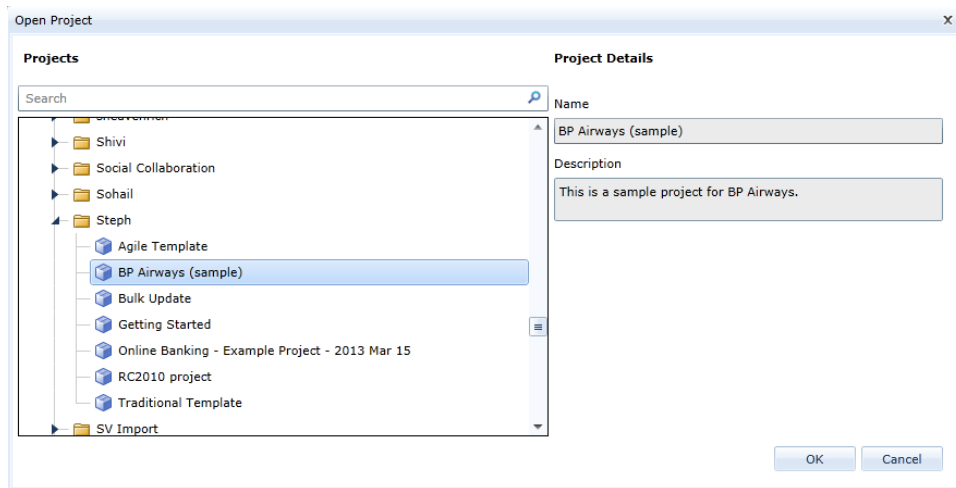 Open Project
x
Projects
Search
Shivi
Social Collaboration
Sohail
Steph
Agile Template
BP Airways (sample)
Bulk Update
Getting Started
Online Banking - Example Project - 2013 Mar 15
RC2010 project
Traditional Template
SV Import
Project Details
Name
BP Airways (sample)
Description
This is a sample project for BP Airways.
OK
Cancel